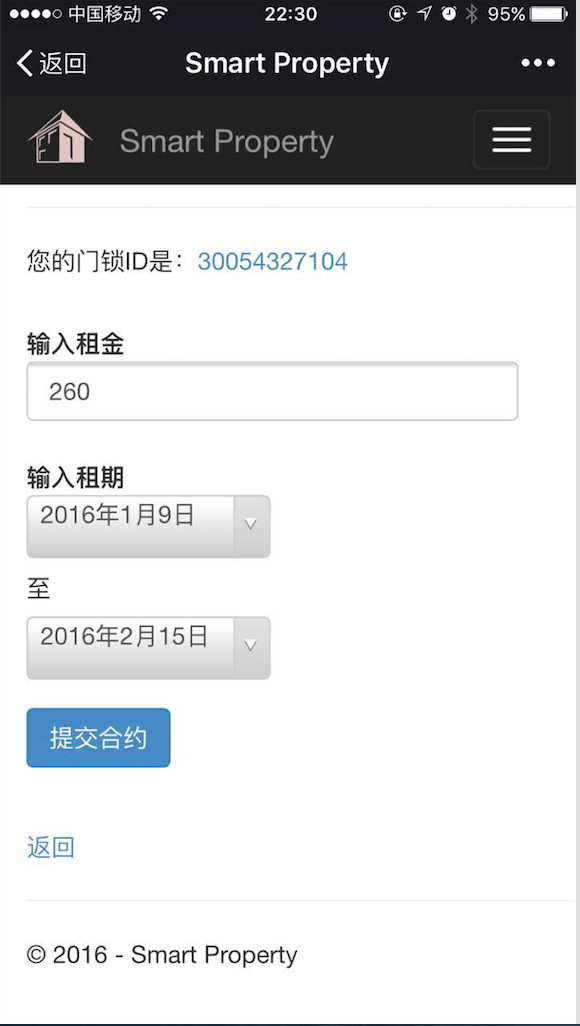 中国移动 22:30 95%
返回 Smart Property
Smart Property
您的门锁ID是：30054327104
输入租金
260
输入租期
2016年1月9日
至
2016年2月15日
提交合约
返回
© 2016 - Smart Property